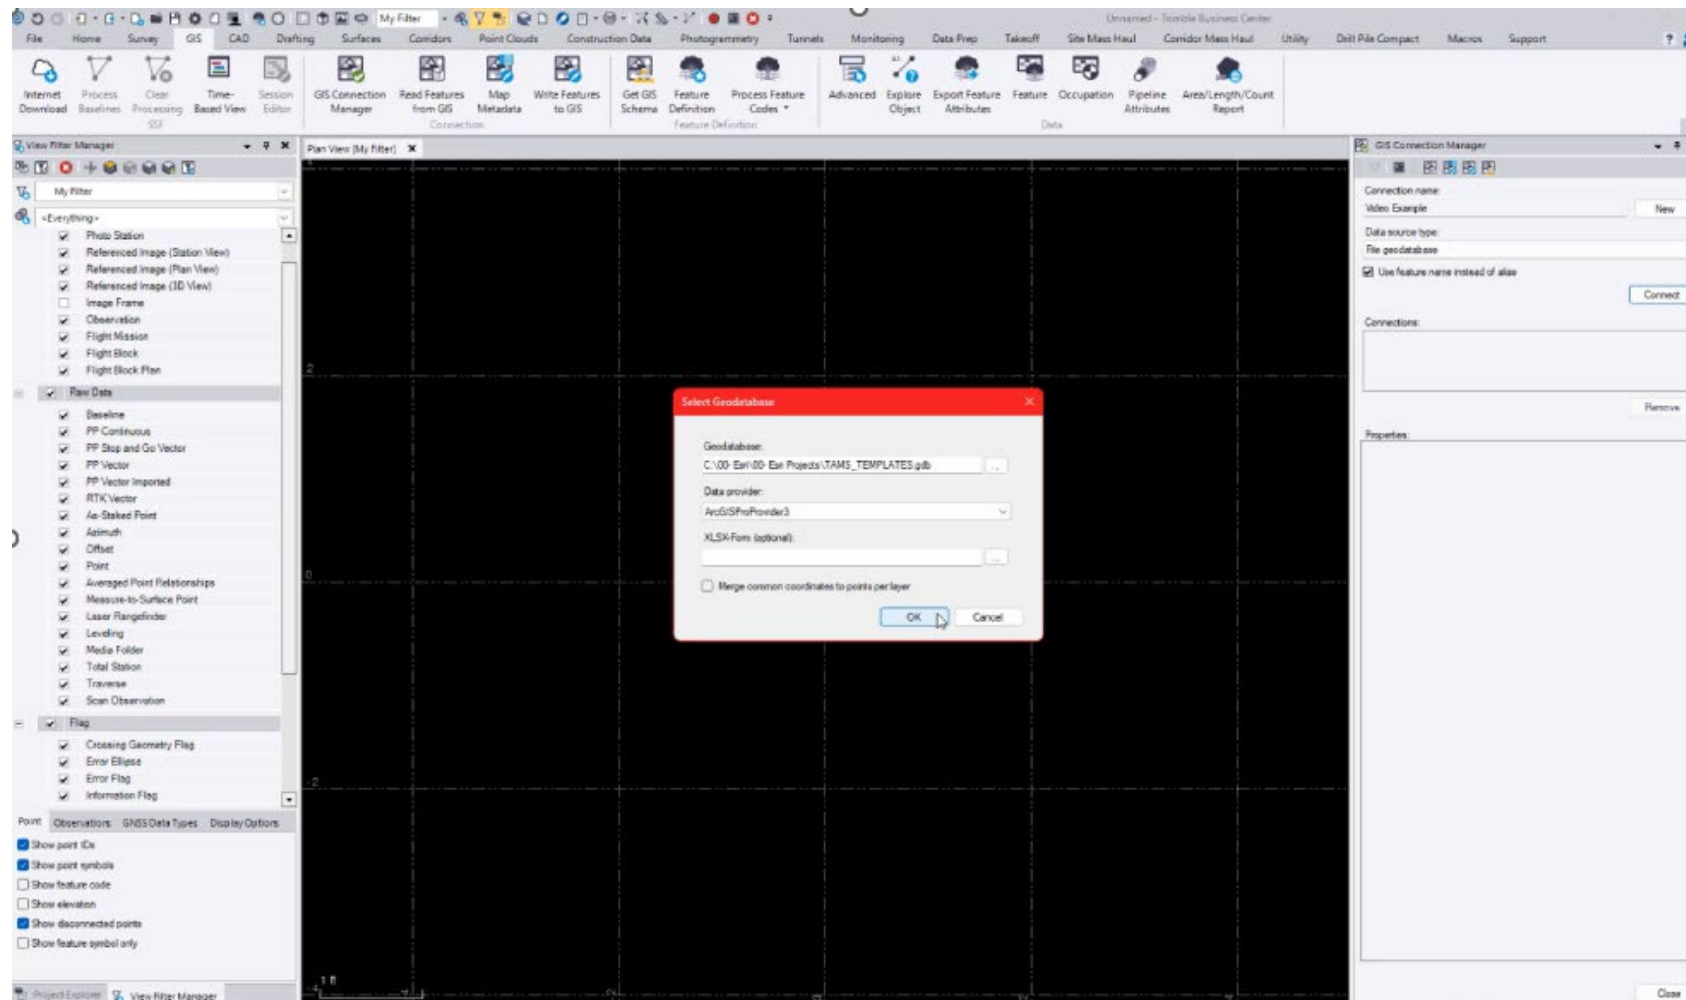 My Filter
Unnamed - Trimble Business Center
File Home Survey GIS CAD Drafting Surfaces Corridors Point Clouds Construction Data Photogrammetry Tunnels Monitoring Data Prep Takeoff Site Mass Haul Corridor Mass Haul Utility Drill Pile Compact Macros Support ?
Internet Download
Process Baselines
Clear Processing
Time-Based View
Session Editor
GIS Connection Manager
Read Features from GIS
Map Metadata
Write Features to GIS
Get GIS Schema
Feature Definition
Process Feature Codes
Advanced
Explore Object
Export Feature Attributes
Feature
Occupation
Pipeline Attributes
Area/Length/Count Report
SSF
Connection
Feature Definition
Data
View Filter Manager
My Filter
<Everything>
Photo Station
Referenced Image (Station View)
Referenced Image (Plan View)
Referenced Image (3D View)
Image Frame
Observation
Flight Mission
Flight Block
Flight Block Plan
Raw Data
Baseline
PP Continuous
PP Stop and Go Vector
PP Vector
PP Vector Imported
RTK Vector
As-Staked Point
Azimuth
Offset
Point
Averaged Point Relationships
Measure-to-Surface Point
Laser Rangefinder
Leveling
Media Folder
Total Station
Traverse
Scan Observation
Flag
Crossing Geometry Flag
Error Ellipse
Error Flag
Information Flag
Point Observations GNSS Data Types Display Options
Show point IDs
Show point symbols
Show feature code
Show elevation
Show disconnected points
Show feature symbol only
Project Explorer View Filter Manager
Plan View (My Filter)
2
0
-2
1 ft
Select Geodatabase
Geodatabase:
C:\00- Esri\00- Esri Projects\TAMS_TEMPLATES.gdb
...
Data provider:
ArcGISProProvider3
XLSX-Form (optional):
...
Merge common coordinates to points per layer
OK
Cancel
GIS Connection Manager
Connection name:
Video Example
New
Data source type:
File geodatabase
Use feature name instead of alias
Connect
Connections:
Remove
Properties:
Close